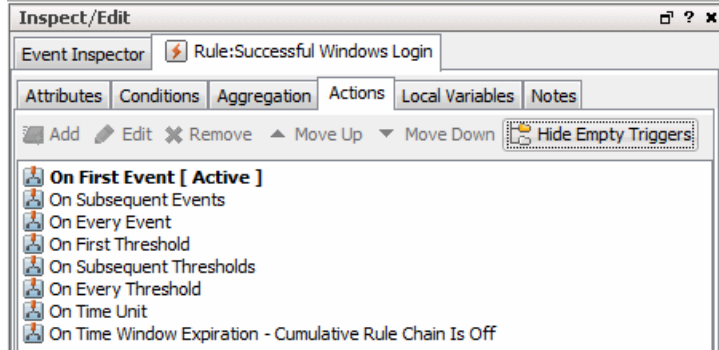 Inspect/Edit ?
Event Inspector Rule:Successful Windows Login
Attributes Conditions Aggregation Actions Local Variables Notes
Add Edit Remove Move Up Move Down Hide Empty Triggers
On First Event [ Active ]
On Subsequent Events
On Every Event
On First Threshold
On Subsequent Thresholds
On Every Threshold
On Time Unit
On Time Window Expiration - Cumulative Rule Chain Is Off